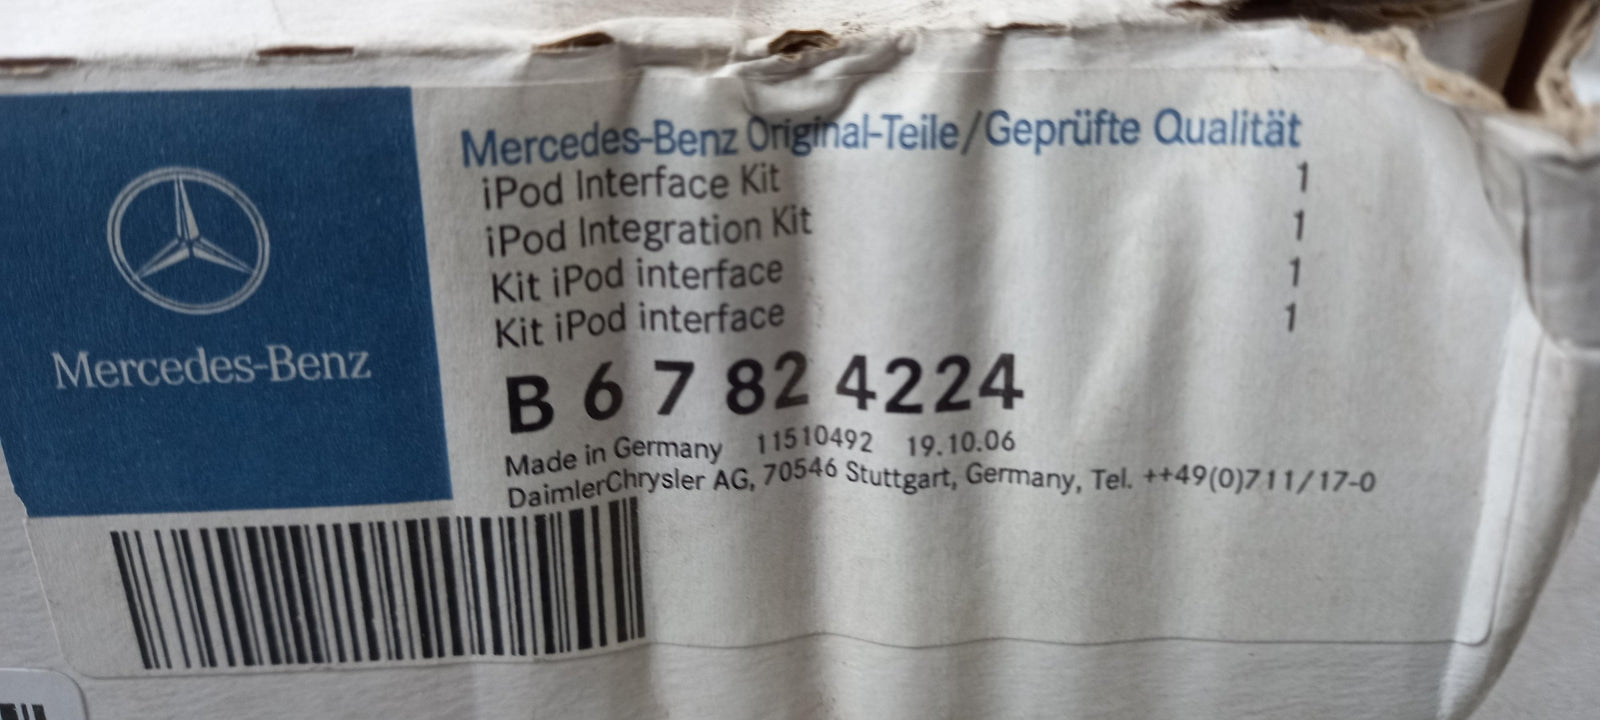 Mercedes-Benz
Mercedes-Benz Original-Teile/Geprüfte Qualität
iPod Interface Kit 1
iPod Integration Kit 1
Kit iPod interface 1
Kit iPod interface 1
B 6 7 82 4224
Made in Germany 11510492 19.10.06
DaimlerChrysler AG, 70546 Stuttgart, Germany, Tel. ++49(0)711/17-0